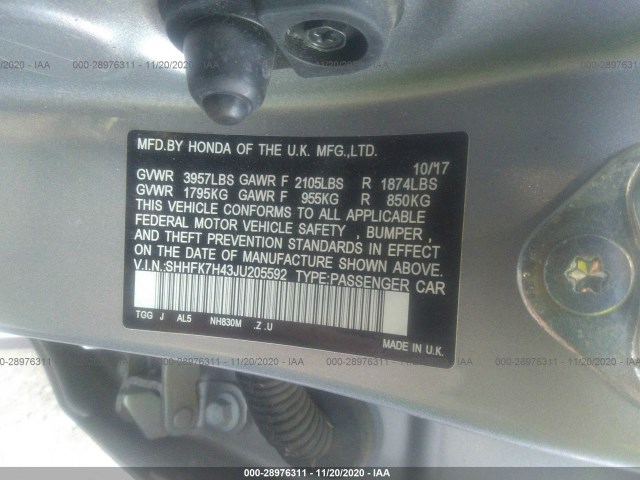 000-28976311 - 11/20/2020 - IAA
MFD.BY HONDA OF THE U.K. MFG.,LTD.
10/17
GVWR 3957LBS GAWR F 2105LBS R 1874LBS
GVWR 1795KG GAWR F 955KG R 850KG
THIS VEHICLE CONFORMS TO ALL APPLICABLE
FEDERAL MOTOR VEHICLE SAFETY , BUMPER ,
AND THEFT PREVENTION STANDARDS IN EFFECT
ON THE DATE OF MANUFACTURE SHOWN ABOVE.
V.I.N.:SHHFK7H43JU205592 TYPE:PASSENGER CAR
TGG J AL5 NH830M .Z .U
MADE IN U.K.
000-28976311 - 11/20/2020 - IAA
000-28976311 - 11/20/2020 - IAA